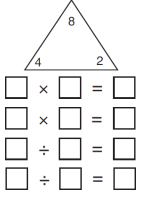 8
4 2
□ × □ = □
□ × □ = □
□ ÷ □ = □
□ ÷ □ = □